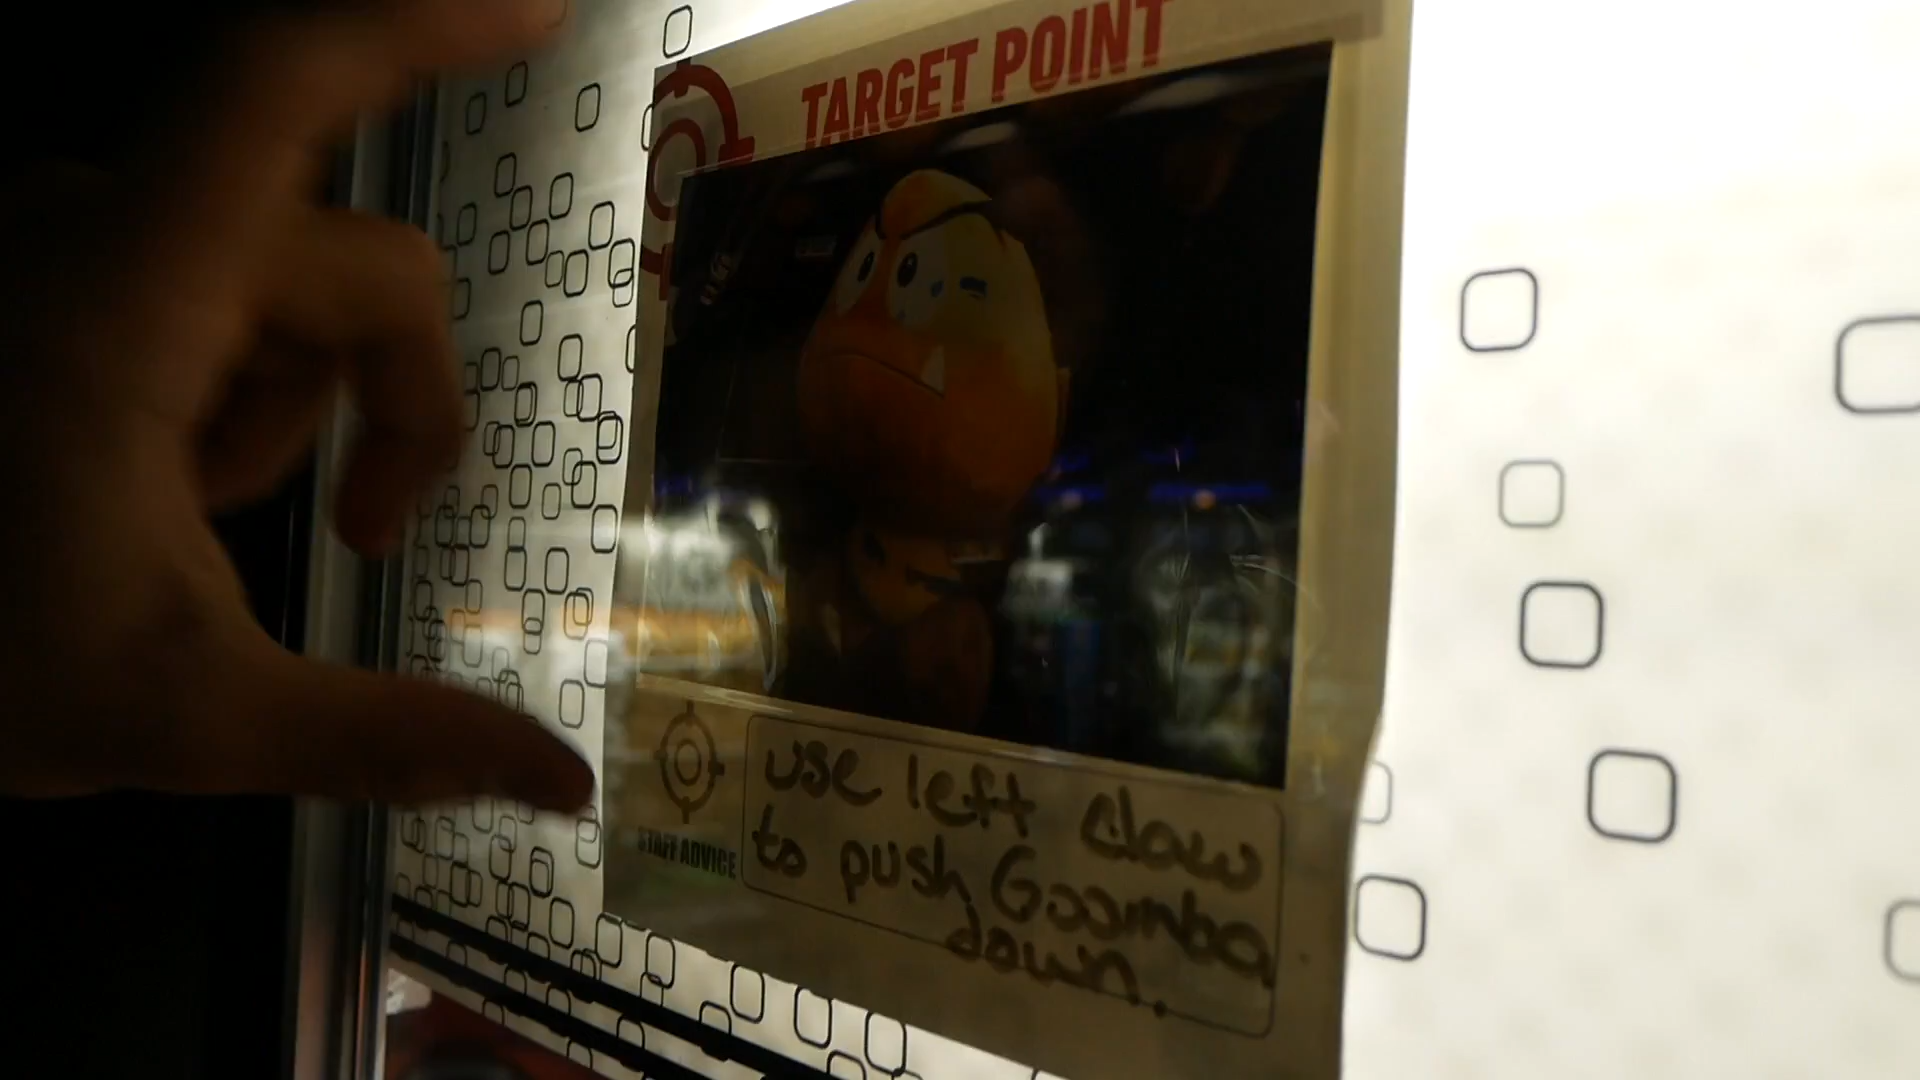 TARGET POINT
use left claw
to push Goomba
down.
STAFF ADVICE